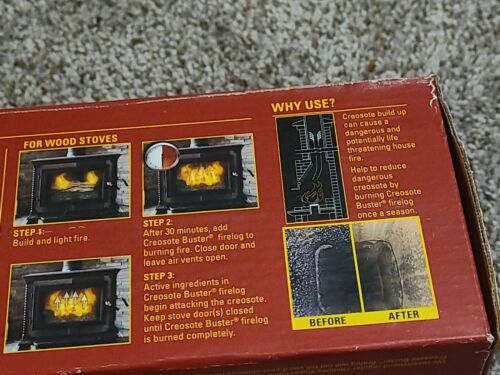 FOR WOOD STOVES
STEP 1:
Build and light fire.
STEP 2:
After 30 minutes, add
Creosote Buster® firelog to
burning fire. Close door and
leave air vents open.
STEP 3:
Active ingredients in
Creosote Buster® firelog
begin attacking the creosote.
Keep stove door(s) closed
until Creosote Buster® firelog
is burned completely.
WHY USE?
Creosote build up
can cause a
dangerous and
potentially life
threatening house
fire.
Help to reduce
dangerous
creosote by
burning Creosote
Buster® firelog
once a season.
BEFORE
AFTER